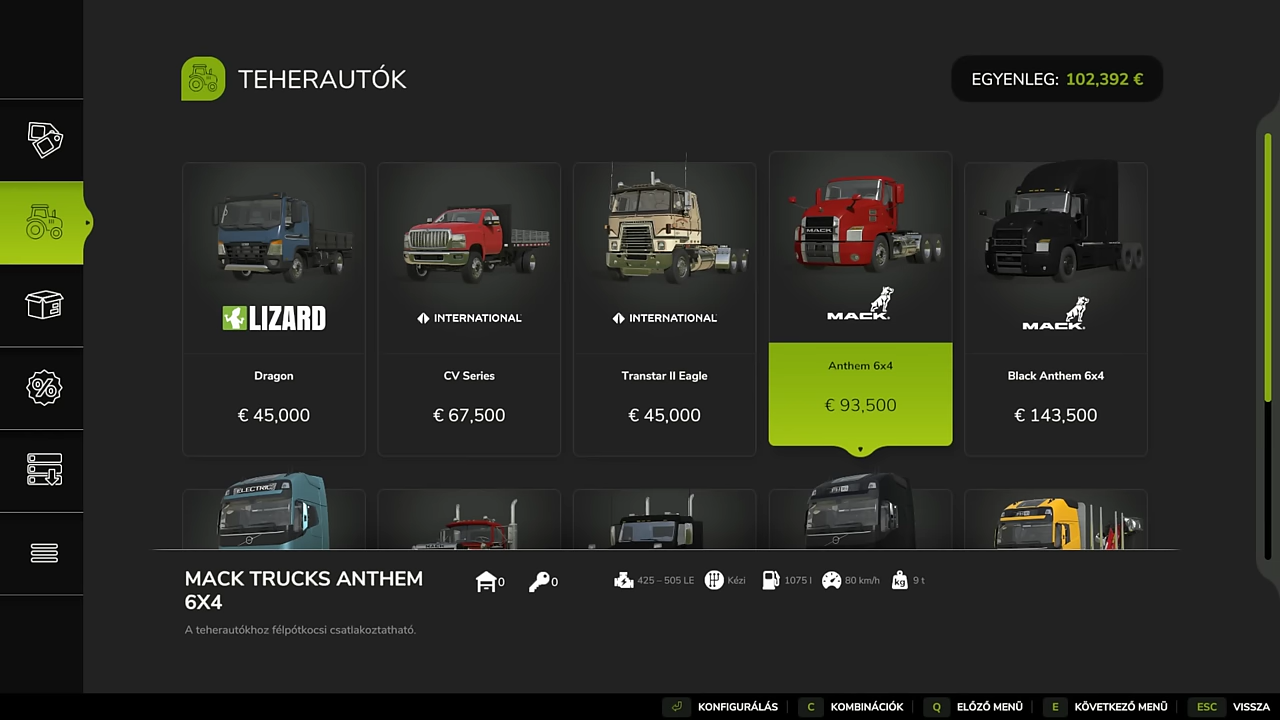 TEHERAUTÓK
EGYENLEG: 102,392 €
LIZARD
INTERNATIONAL
INTERNATIONAL
MACK
MACK
Dragon
CV Series
Transtar II Eagle
Anthem 6x4
Black Anthem 6x4
€ 45,000
€ 67,500
€ 45,000
€ 93,500
€ 143,500
ELECTRIC
MACK TRUCKS ANTHEM
6X4
0
0
425 – 505 LE
Kézi
1075 l
80 km/h
kg 9 t
A teherautókhoz félpótkocsi csatlakoztatható.
KONFIGURÁLÁS
C KOMBINÁCIÓK
Q ELŐZŐ MENÜ
E KÖVETKEZŐ MENÜ
ESC VISSZA